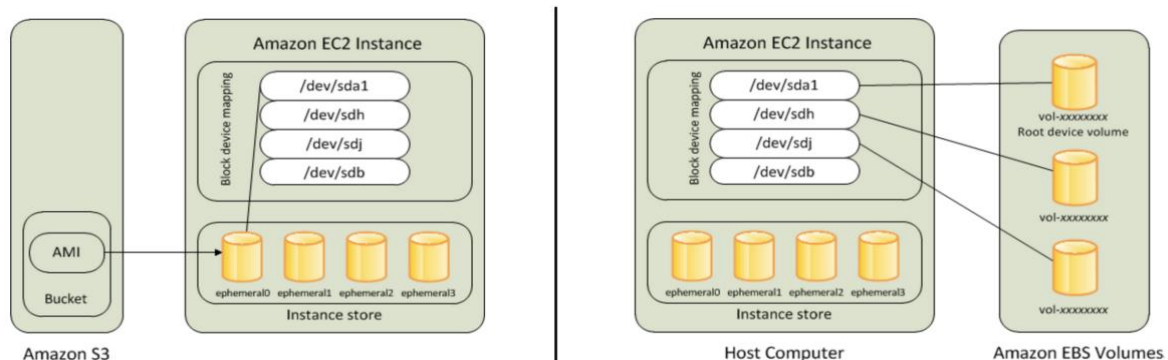 Amazon EC2 Instance
Block device mapping
/dev/sda1
/dev/sdh
/dev/sdj
/dev/sdb
AMI
Bucket
ephemeral0 ephemeral1 ephemeral2 ephemeral3
Instance store
Amazon S3
Amazon EC2 Instance
Block device mapping
/dev/sda1
/dev/sdh
/dev/sdj
/dev/sdb
ephemeral0 ephemeral1 ephemeral2 ephemeral3
Instance store
Host Computer
vol-xxxxxxxx
Root device volume
vol-xxxxxxxx
vol-xxxxxxxx
Amazon EBS Volumes